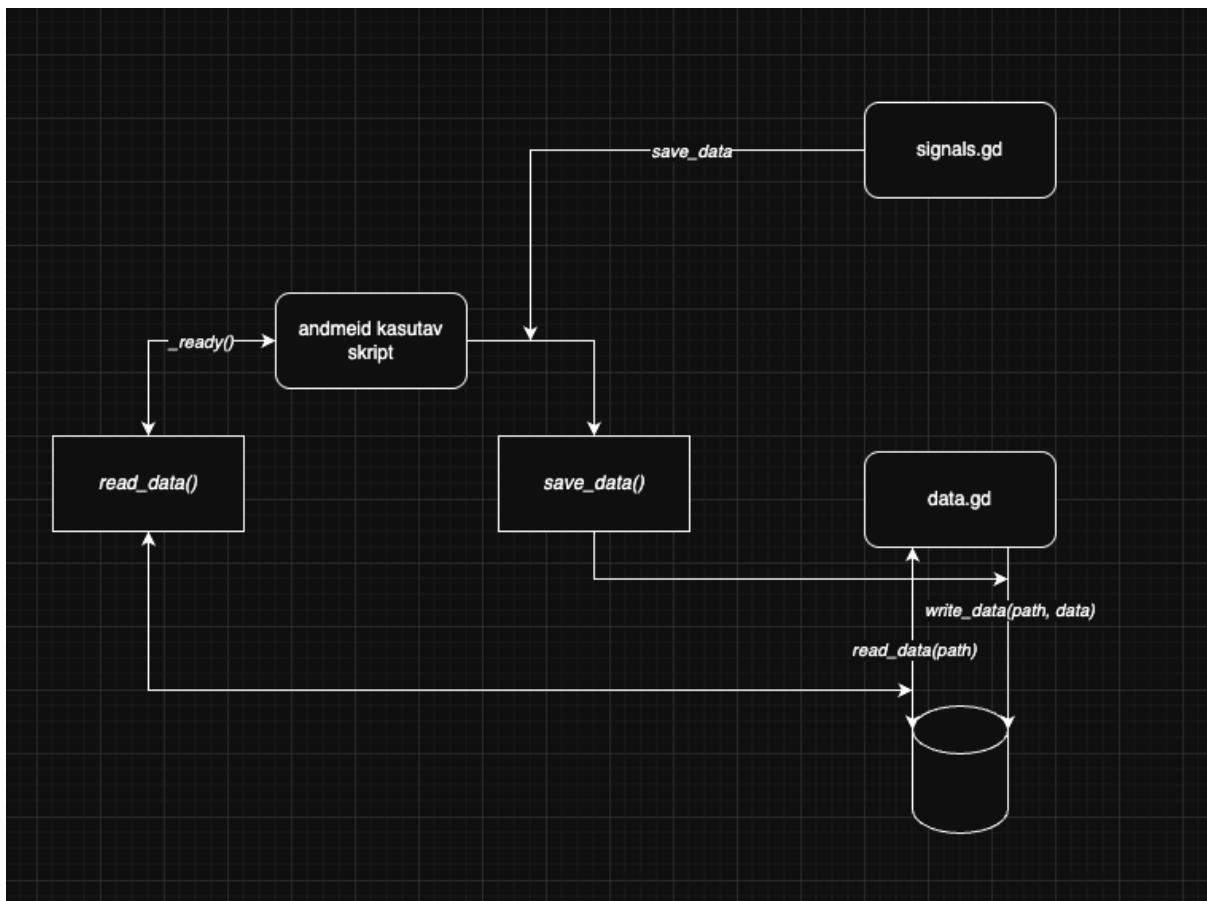 signals.gd
save_data
andmeid kasutav
skript
_ready()
read_data()
save_data()
data.gd
write_data(path, data)
read_data(path)